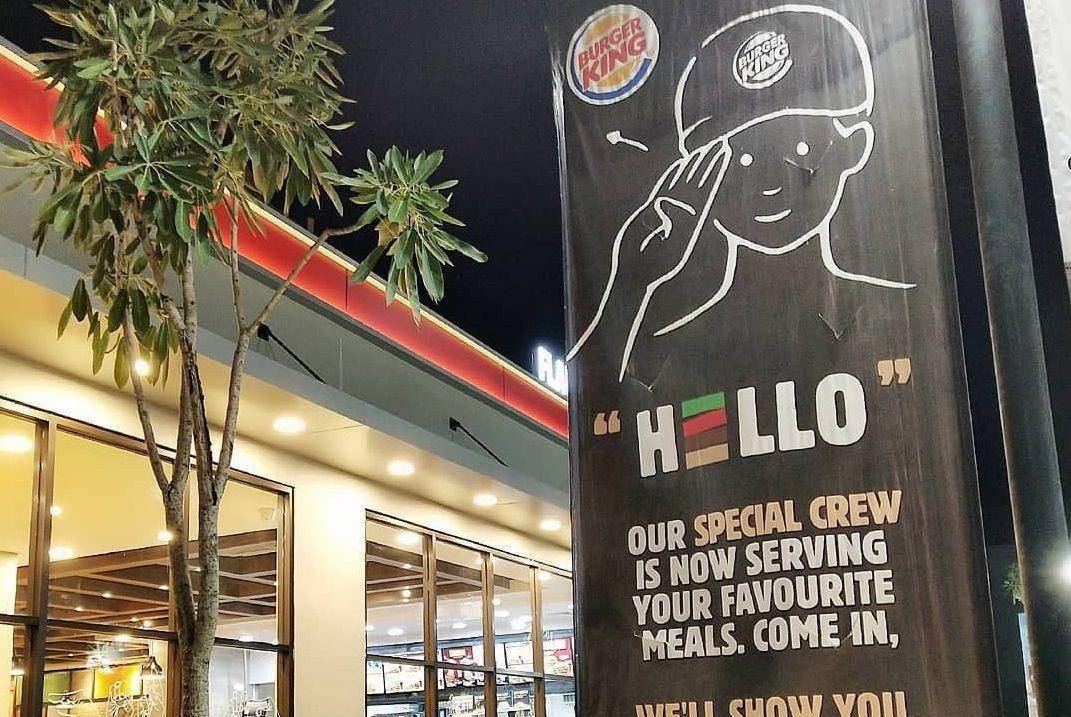 BURGER
KING
BURGER
KING
“HELLO”
OUR SPECIAL CREW
IS NOW SERVING
YOUR FAVOURITE
MEALS. COME IN,
WE'LL SHOW YOU